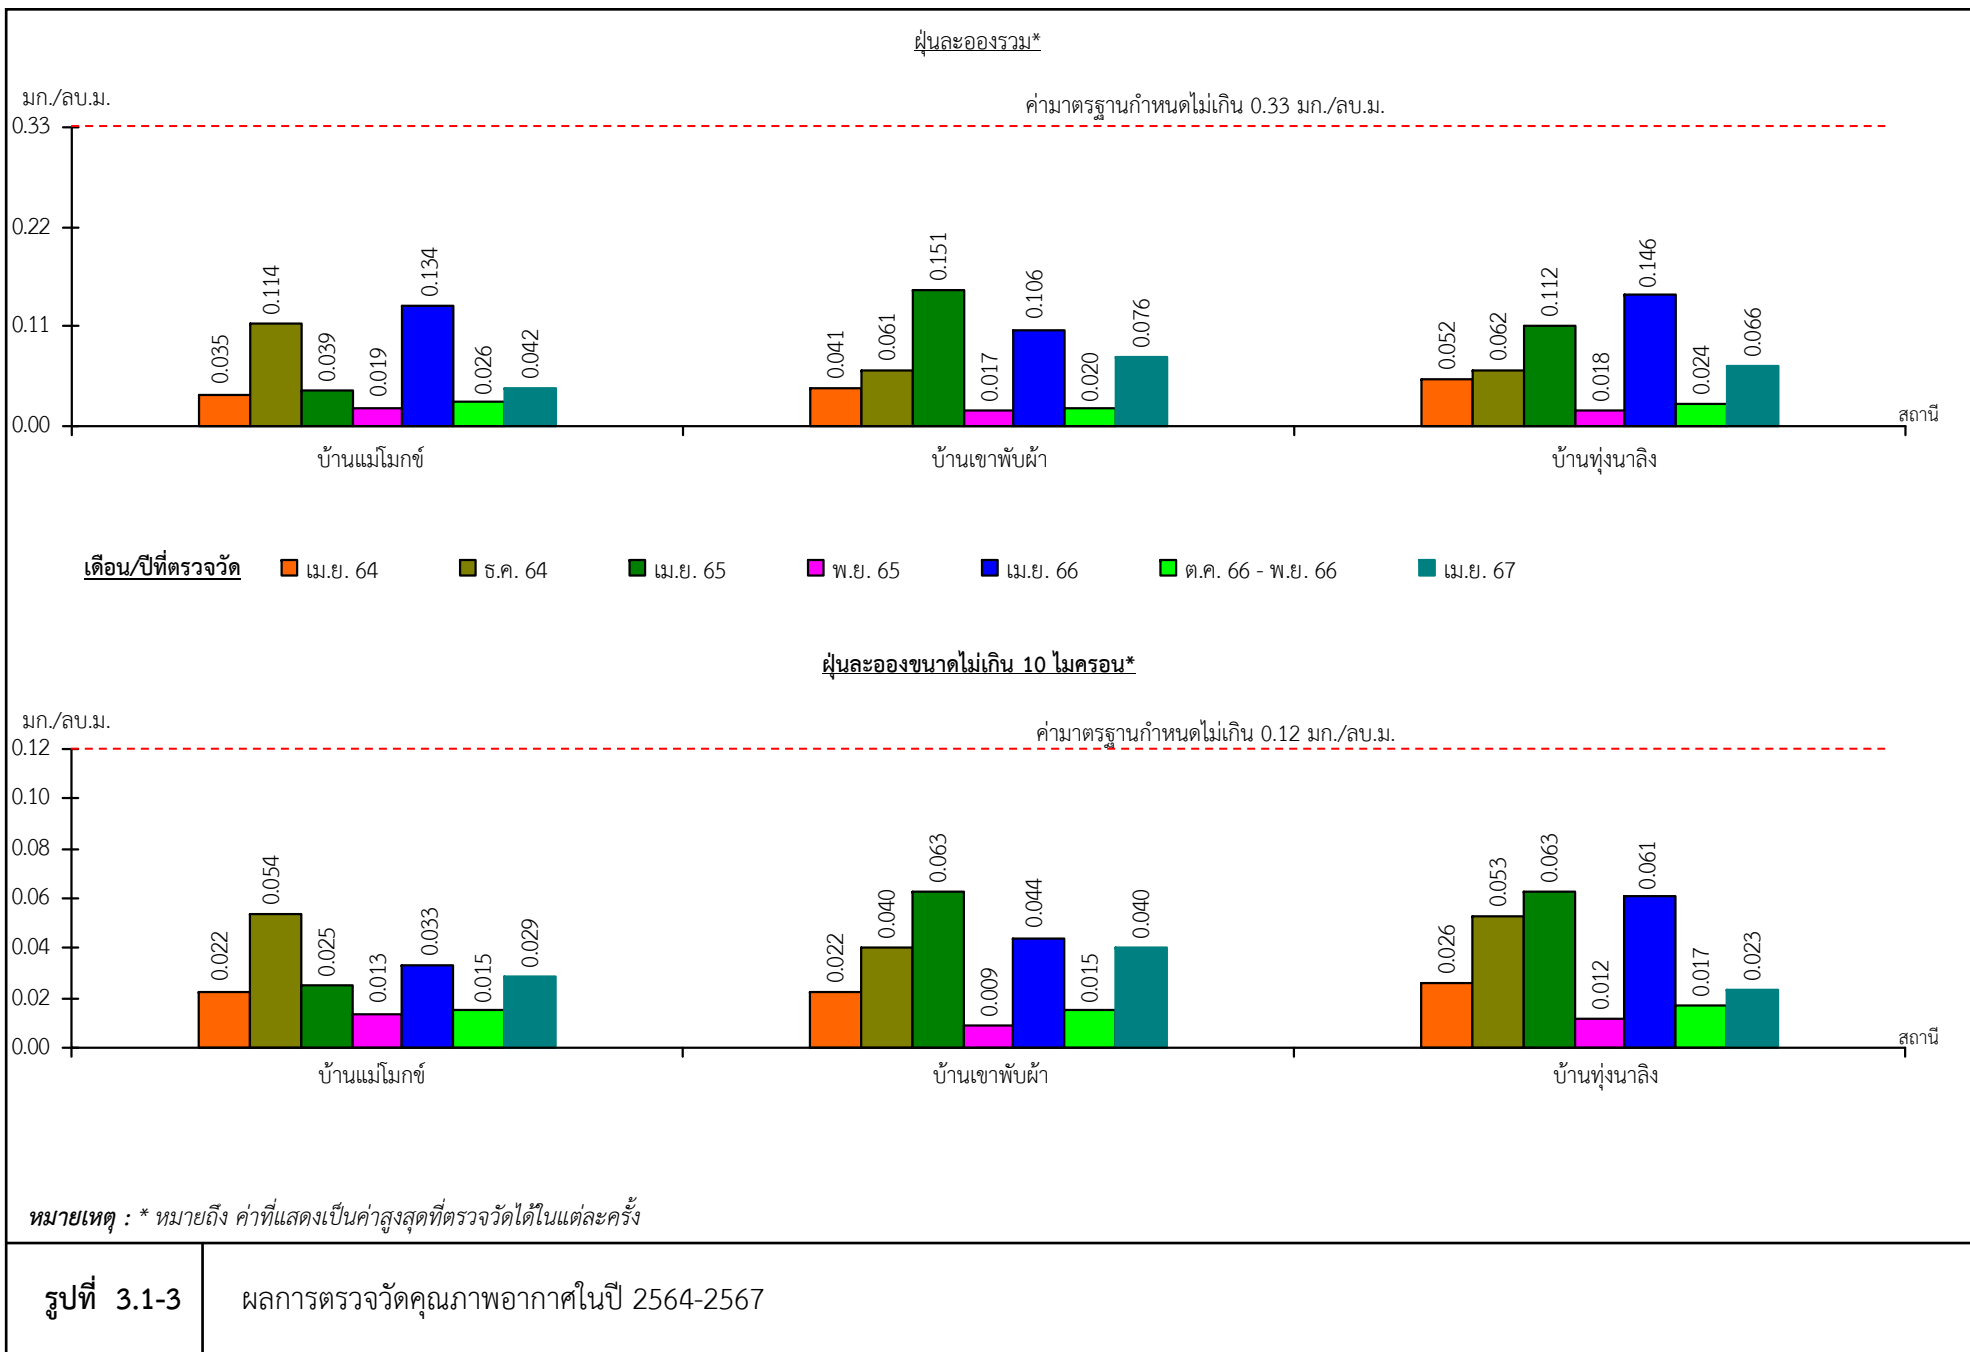 ฝุ่นละอองรวม*
มก./ลบ.ม.
ค่ามาตรฐานกำหนดไม่เกิน 0.33 มก./ลบ.ม.
0.33
0.22
0.11
0.00
0.035 0.114 0.039 0.019 0.134 0.026 0.042
0.041 0.061 0.151 0.017 0.106 0.020 0.076
0.052 0.062 0.112 0.018 0.146 0.024 0.066
สถานี
บ้านแม่โมกข์ บ้านเขาพับผ้า บ้านทุ่งนาลิง
เดือน/ปีที่ตรวจวัด เม.ย. 64 ธ.ค. 64 เม.ย. 65 พ.ย. 65 เม.ย. 66 ต.ค. 66 - พ.ย. 66 เม.ย. 67
ฝุ่นละอองขนาดไม่เกิน 10 ไมครอน*
มก./ลบ.ม.
ค่ามาตรฐานกำหนดไม่เกิน 0.12 มก./ลบ.ม.
0.12
0.10
0.08
0.06
0.04
0.02
0.00
0.022 0.054 0.025 0.013 0.033 0.015 0.029
0.022 0.040 0.063 0.009 0.044 0.015 0.040
0.026 0.053 0.063 0.012 0.061 0.017 0.023
สถานี
บ้านแม่โมกข์ บ้านเขาพับผ้า บ้านทุ่งนาลิง
หมายเหตุ : * หมายถึง ค่าที่แสดงเป็นค่าสูงสุดที่ตรวจวัดได้ในแต่ละครั้ง
รูปที่ 3.1-3 ผลการตรวจวัดคุณภาพอากาศในปี 2564-2567